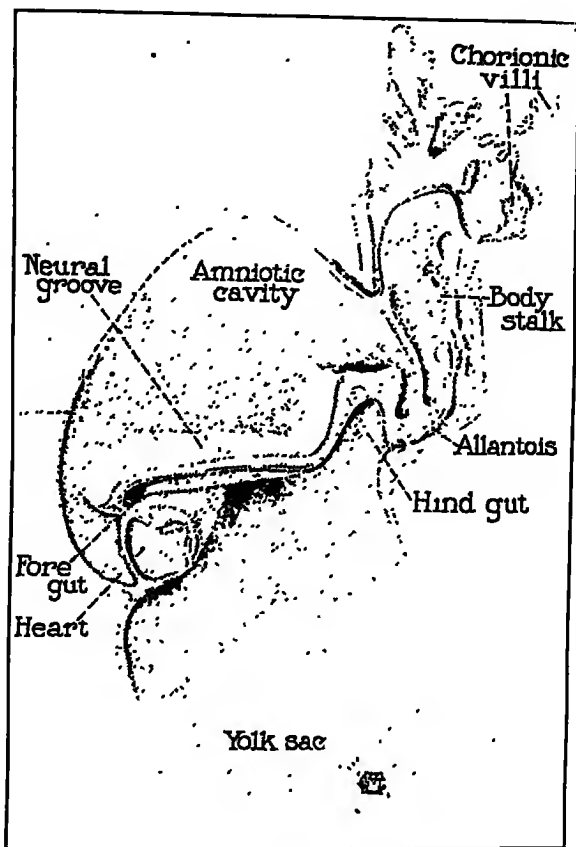 Chorionic
villi
Neural
groove
Amniotic
cavity
Body
stalk
Allantois
Hind gut
Fore
gut
Heart
Yolk sac